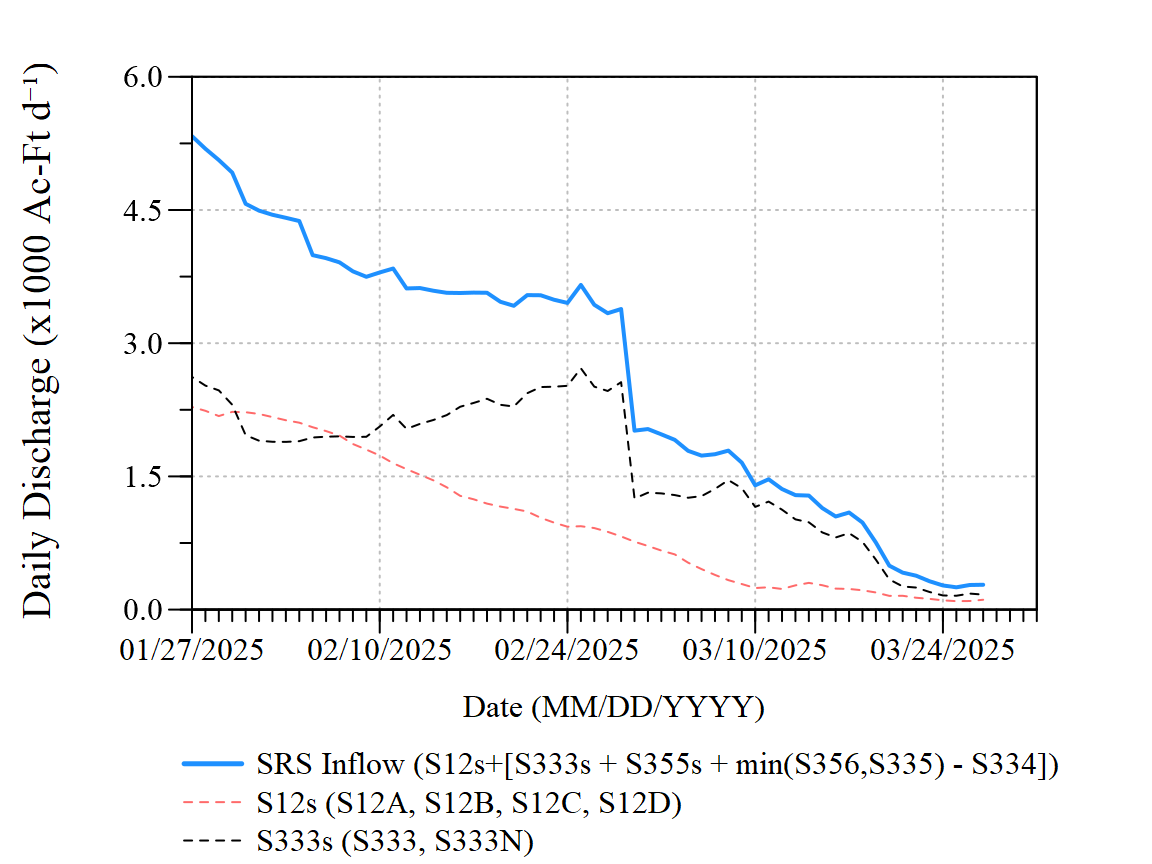 Daily Discharge (x1000 Ac-Ft d⁻¹)
6.0
4.5
3.0
1.5
0.0
01/27/2025 02/10/2025 02/24/2025 03/10/2025 03/24/2025
Date (MM/DD/YYYY)
SRS Inflow (S12s+[S333s + S355s + min(S356,S335) - S334])
S12s (S12A, S12B, S12C, S12D)
S333s (S333, S333N)